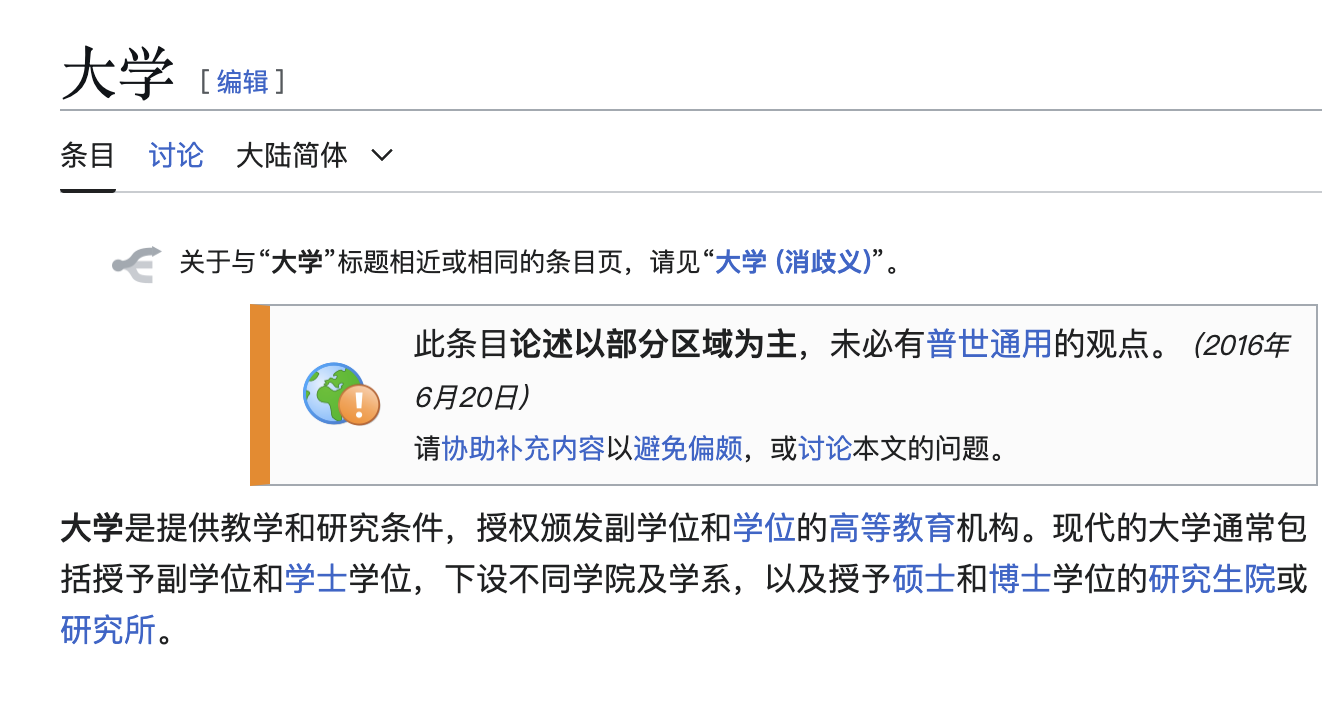 大学 [编辑]
条目 讨论 大陆简体
关于与“大学”标题相近或相同的条目页，请见“大学 (消歧义)”。
此条目论述以部分区域为主，未必有普世通用的观点。 (2016年
6月20日)
请协助补充内容以避免偏颇，或讨论本文的问题。
大学是提供教学和研究条件，授权颁发副学位和学位的高等教育机构。现代的大学通常包
括授予副学位和学士学位，下设不同学院及学系，以及授予硕士和博士学位的研究生院或
研究所。